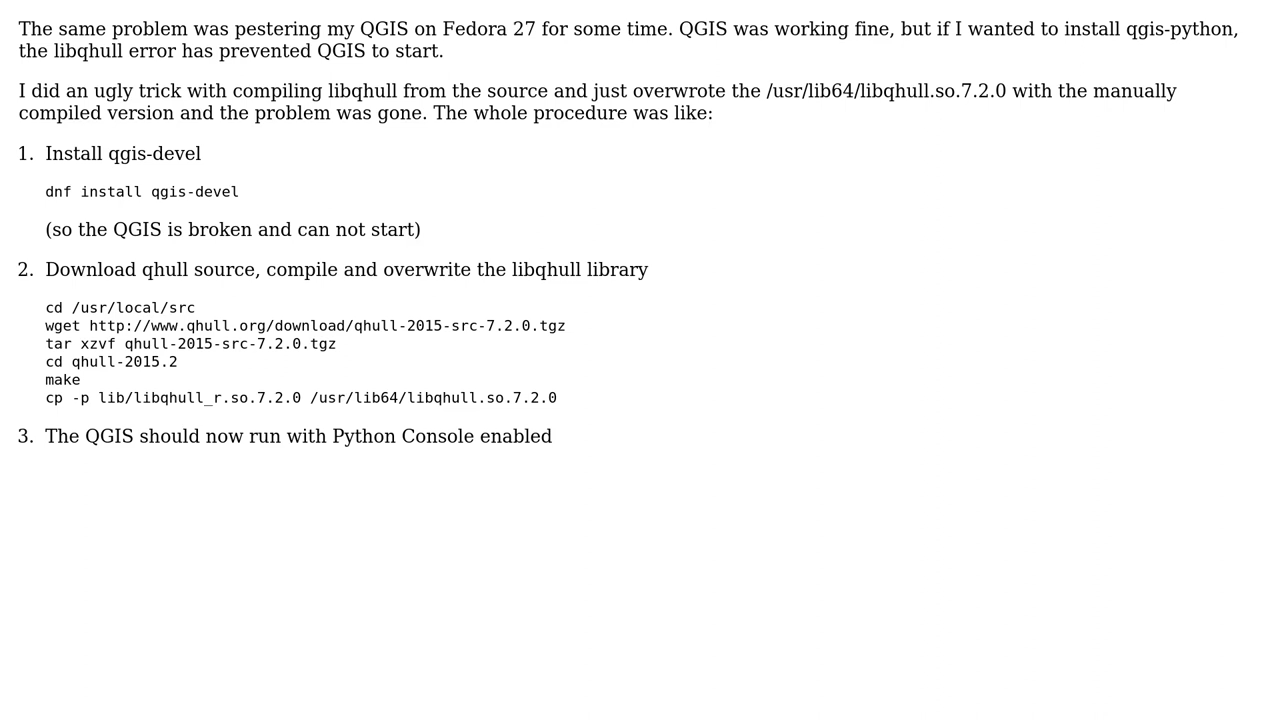 The same problem was pestering my QGIS on Fedora 27 for some time. QGIS was working fine, but if I wanted to install qgis-python,
the libqhull error has prevented QGIS to start.
I did an ugly trick with compiling libqhull from the source and just overwrote the /usr/lib64/libqhull.so.7.2.0 with the manually
compiled version and the problem was gone. The whole procedure was like:
1. Install qgis-devel
dnf install qgis-devel
(so the QGIS is broken and can not start)
2. Download qhull source, compile and overwrite the libqhull library
cd /usr/local/src
wget http://www.qhull.org/download/qhull-2015-src-7.2.0.tgz
tar xzvf qhull-2015-src-7.2.0.tgz
cd qhull-2015.2
make
cp -p lib/libqhull_r.so.7.2.0 /usr/lib64/libqhull.so.7.2.0
3. The QGIS should now run with Python Console enabled